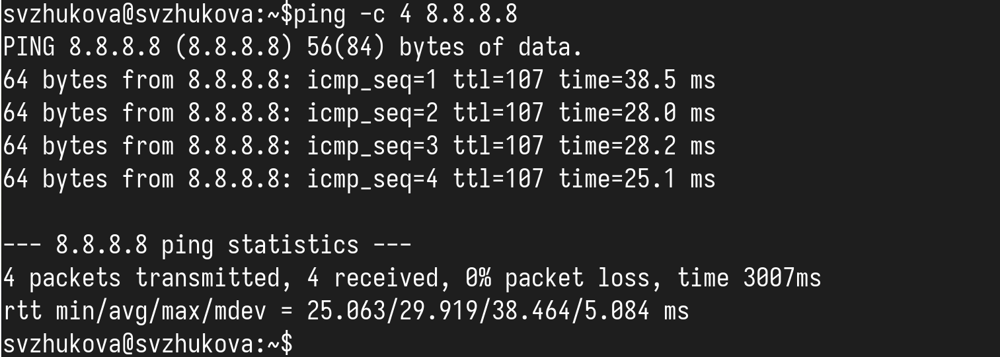 svzhukova@svzhukova:~$ping -c 4 8.8.8.8
PING 8.8.8.8 (8.8.8.8) 56(84) bytes of data.
64 bytes from 8.8.8.8: icmp_seq=1 ttl=107 time=38.5 ms
64 bytes from 8.8.8.8: icmp_seq=2 ttl=107 time=28.0 ms
64 bytes from 8.8.8.8: icmp_seq=3 ttl=107 time=28.2 ms
64 bytes from 8.8.8.8: icmp_seq=4 ttl=107 time=25.1 ms

--- 8.8.8.8 ping statistics ---
4 packets transmitted, 4 received, 0% packet loss, time 3007ms
rtt min/avg/max/mdev = 25.063/29.919/38.464/5.084 ms
svzhukova@svzhukova:~$